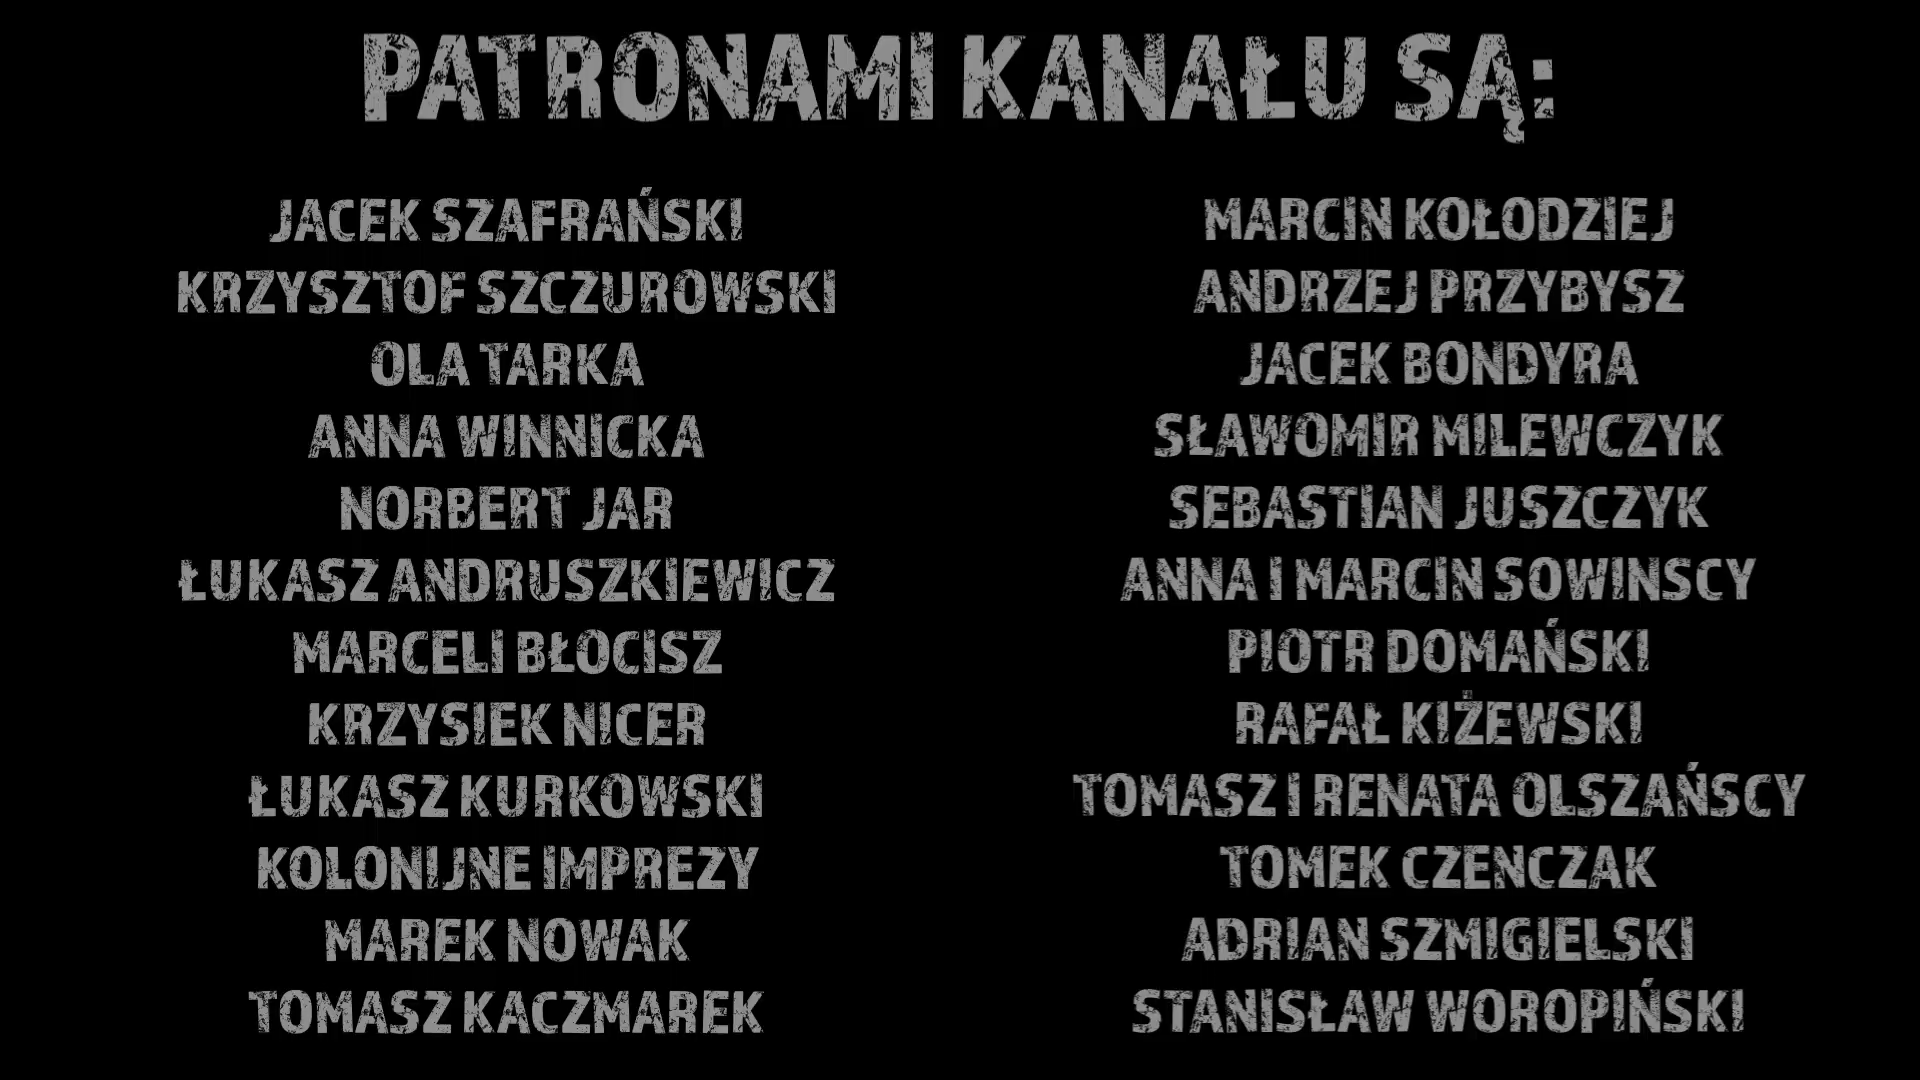 PATRONAMI KANAŁU SĄ:
JACEK SZAFRAŃSKI
KRZYSZTOF SZCZUROWSKI
OLA TARKA
ANNA WINNICKA
NORBERT JAR
ŁUKASZ ANDRUSZKIEWICZ
MARCELI BŁOCISZ
KRZYSIEK NICER
ŁUKASZ KURKOWSKI
KOLONIJNE IMPREZY
MAREK NOWAK
TOMASZ KACZMAREK
MARCIN KOŁODZIEJ
ANDRZEJ PRZYBYSZ
JACEK BONDYRA
SŁAWOMIR MILEWCZYK
SEBASTIAN JUSZCZYK
ANNA I MARCIN SOWINSCY
PIOTR DOMAŃSKI
RAFAŁ KIŻEWSKI
TOMASZ I RENATA OLSZAŃSCY
TOMEK CZENCZAK
ADRIAN SZMIGIELSKI
STANISŁAW WOROPIŃSKI